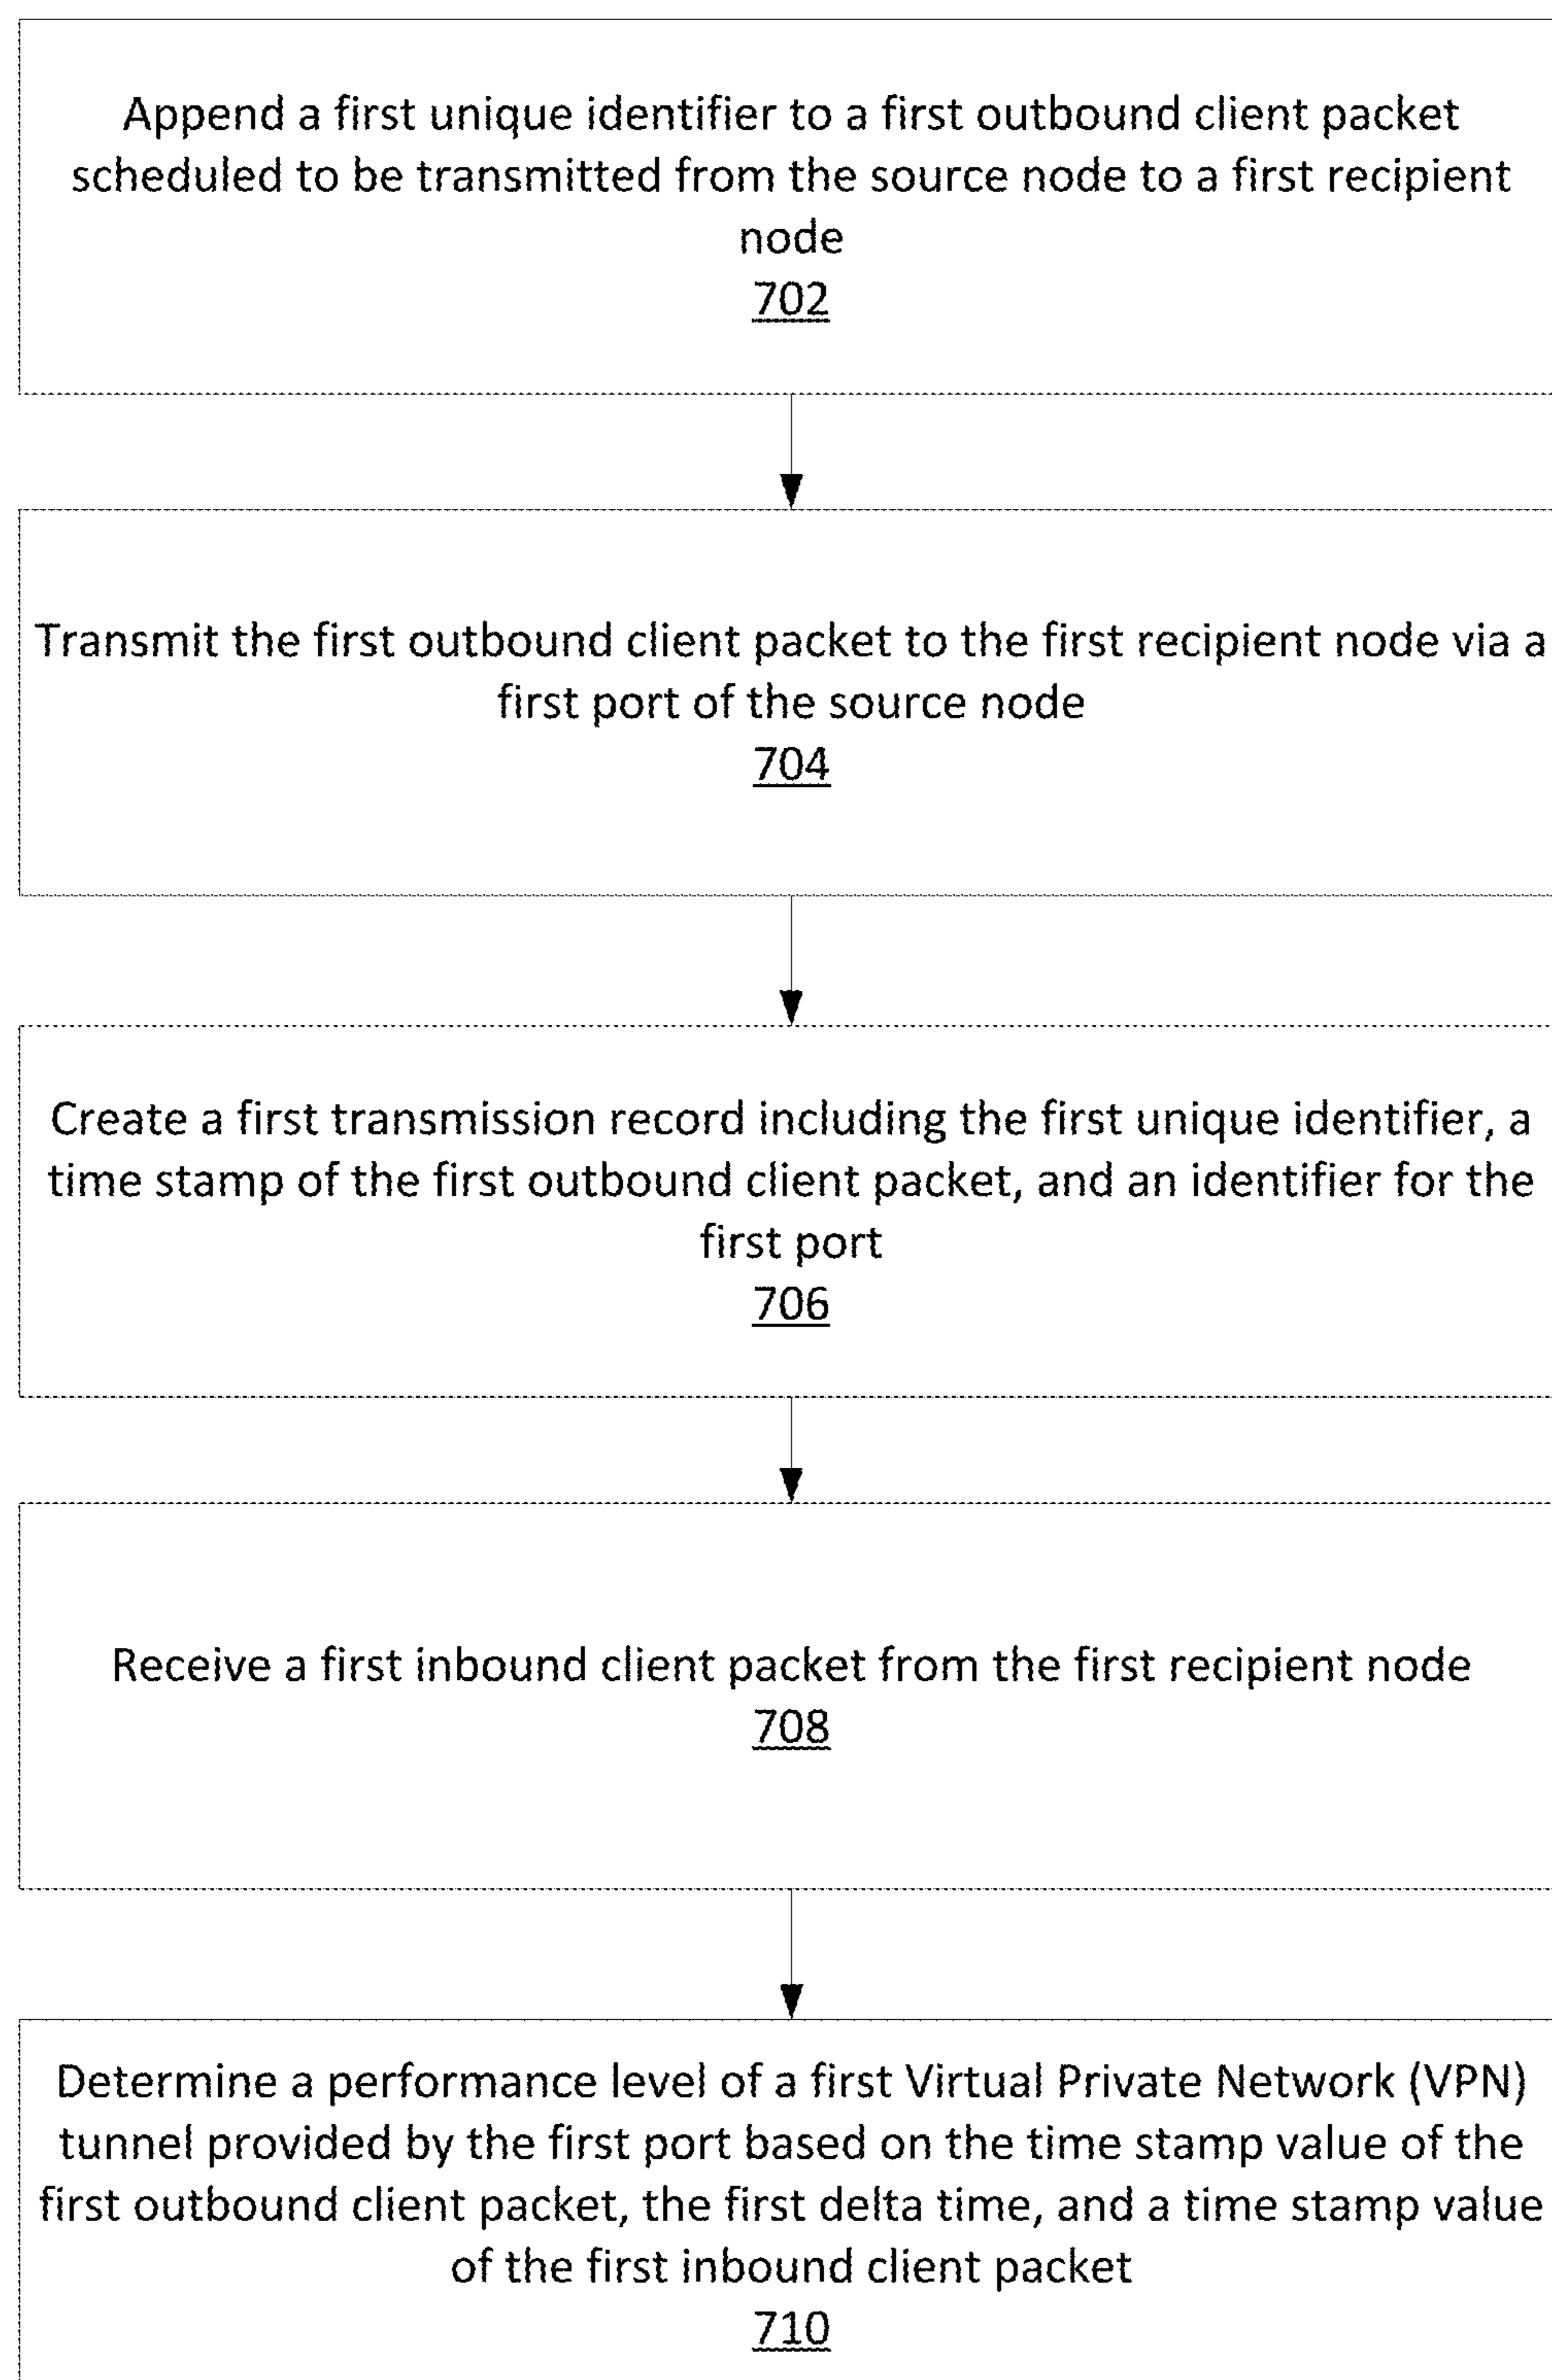 Append a first unique identifier to a first outbound client packet
scheduled to be transmitted from the source node to a first recipient
node
702
Transmit the first outbound client packet to the first recipient node via a
first port of the source node
704
Create a first transmission record including the first unique identifier, a
time stamp of the first outbound client packet, and an identifier for the
first port
706
Receive a first inbound client packet from the first recipient node
708
Determine a performance level of a first Virtual Private Network (VPN)
tunnel provided by the first port based on the time stamp value of the
first outbound client packet, the first delta time, and a time stamp value
of the first inbound client packet
710